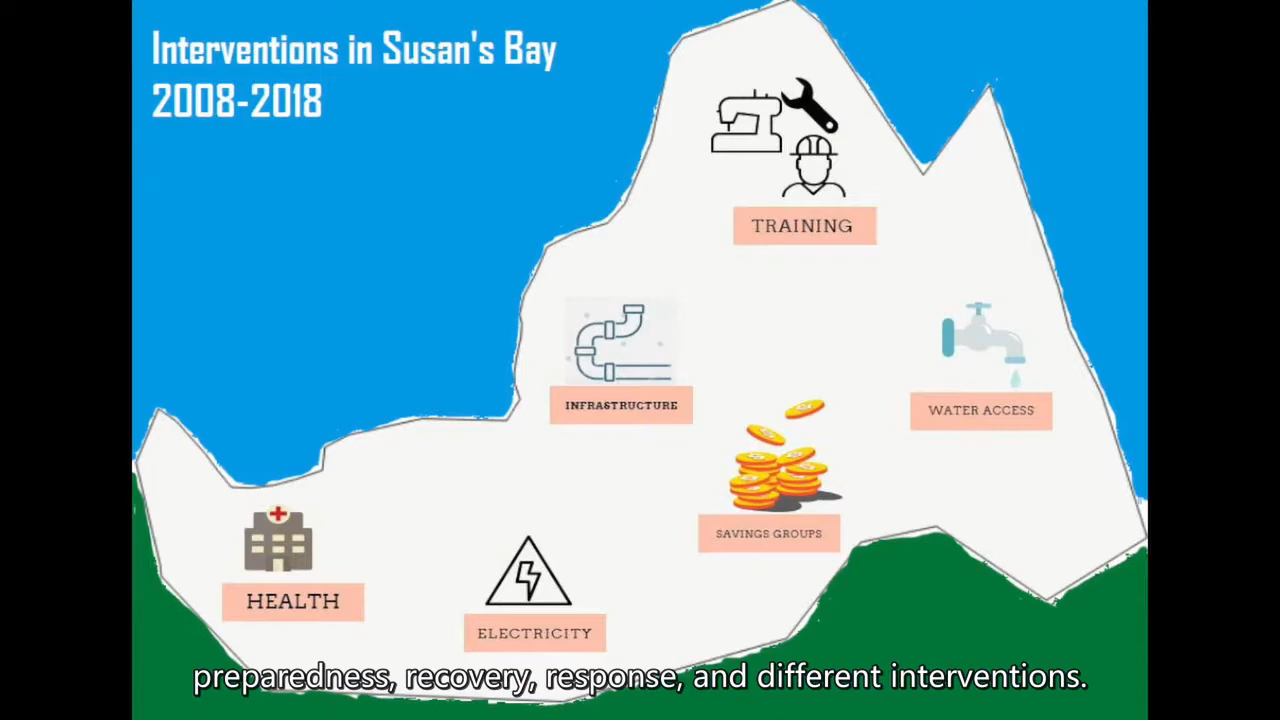 Interventions in Susan's Bay
2008-2018
TRAINING
INFRASTRUCTURE
WATER ACCESS
SAVINGS GROUPS
HEALTH
ELECTRICITY
preparedness, recovery, response, and different interventions.